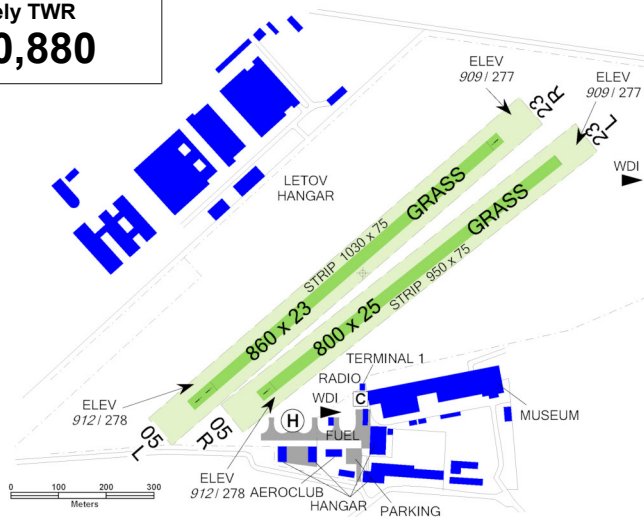 ely TWR
0,880
ELEV
909 / 277
23 R
ELEV
909 / 277
23 L
WDI
LETOV
HANGAR
GRASS
GRASS
STRIP 1030 x 75
STRIP 950 x 75
860 x 23
800 x 25
TERMINAL 1
RADIO
C
WDI
H
FUEL
MUSEUM
ELEV
912 / 278
05 L
05 R
ELEV
912 / 278
AEROCLUB
HANGAR
PARKING
0 100 200 300
Meters